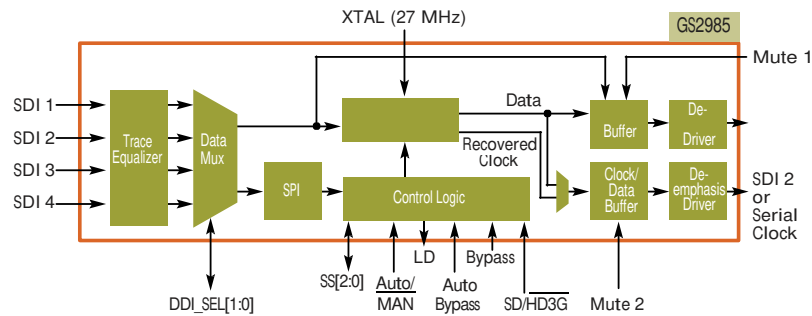 XTAL (27 MHz)
GS2985
Mute 1
SDI 1
SDI 2
SDI 3
SDI 4
Trace
Equalizer
Data
Mux
Data
Recovered
Clock
Buffer
De-
Driver
SPI
Control Logic
Clock/
Data
Buffer
De-
emphasis
Driver
SDI 2
or
Serial
Clock
DDI_SEL[1:0]
SS[2:0]
Auto/
MAN
LD
Auto
Bypass
Bypass
SD/HD3G
Mute 2